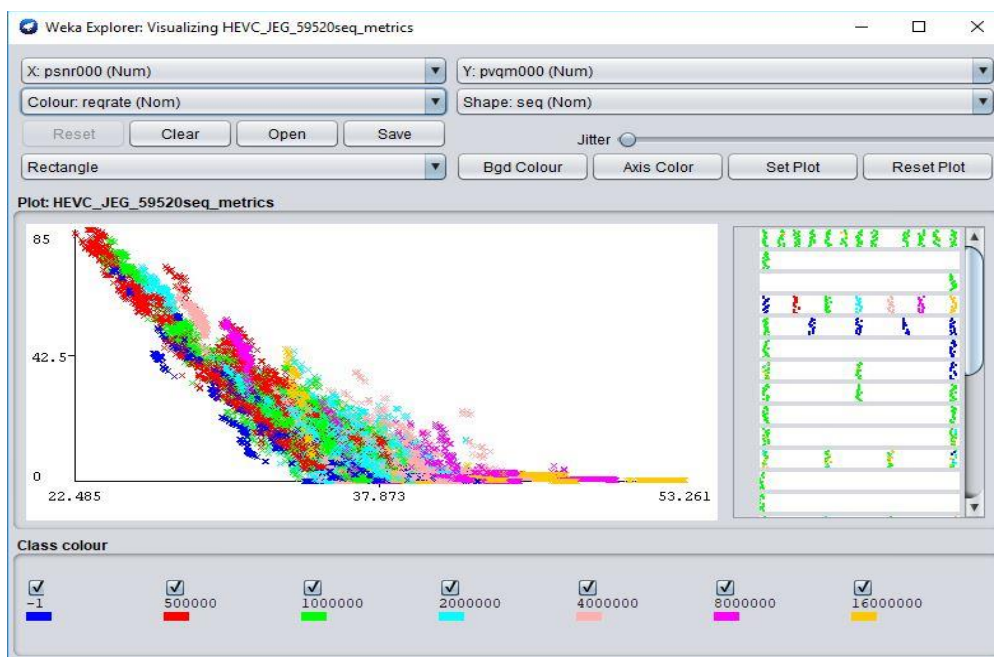 Weka Explorer: Visualizing HEVC_JEG_59520seq_metrics
X: psnr000 (Num)
Y: pvqm000 (Num)
Colour: reqrate (Nom)
Shape: seq (Nom)
Reset
Clear
Open
Save
Jitter
Rectangle
Bgd Colour
Axis Color
Set Plot
Reset Plot
Plot: HEVC_JEG_59520seq_metrics
85
42.5
0
22.485
37.873
53.261
Class colour
-1
500000
1000000
2000000
4000000
8000000
16000000